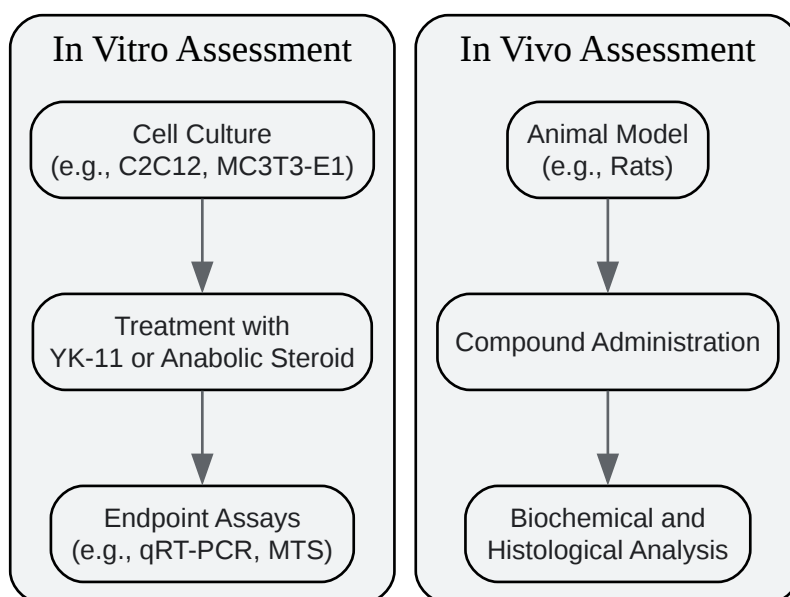 In Vitro Assessment
Cell Culture
(e.g., C2C12, MC3T3-E1)
Treatment with
YK-11 or Anabolic Steroid
Endpoint Assays
(e.g., qRT-PCR, MTS)
In Vivo Assessment
Animal Model
(e.g., Rats)
Compound Administration
Biochemical and
Histological Analysis